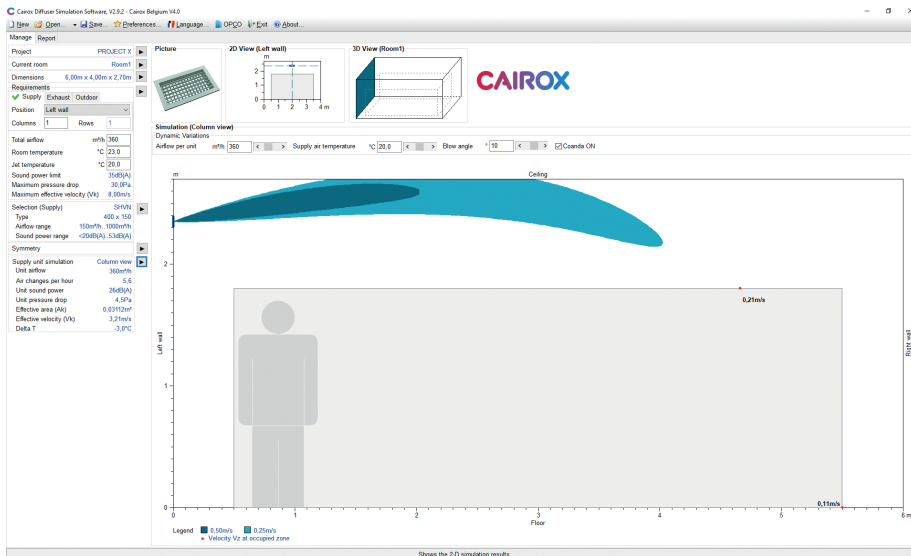 Cairox Diffuser Simulation Software, V2.9.2 - Cairox Belgium V4.0
New Open... Save... Preferences... Language... OPCO Exit About...
Manage Report
Project PROJECT X
Current room Room1
Dimensions 6,00m x 4,00m x 2,70m
Requirements
Supply Exhaust Outdoor
Position Left wall
Columns 1 Rows 1
Total airflow m³/h 360
Room temperature °C 23,0
Jet temperature °C 20,0
Sound power limit 35dB(A)
Maximum pressure drop 30,0Pa
Maximum effective velocity (Vk) 8,00m/s
Selection (Supply) SHVN
Type 400 x 150
Airflow range 150m³/h..1000m³/h
Sound power range <20dB(A)..53dB(A)
Symmetry
Supply unit simulation Column view
Unit airflow 360m³/h
Air changes per hour 5,6
Unit sound power 26dB(A)
Unit pressure drop 4,5Pa
Effective area (Ak) 0,03112m²
Effective velocity (Vk) 3,21m/s
Delta T -3,0°C
Picture
2D View (Left wall)
m
2
1
0
0 1 2 3 4 m
3D View (Room1)
CAIROX
Simulation (Column view)
Dynamic Variations
Airflow per unit m³/h 360 < > Supply air temperature °C 20,0 < > Blow angle ° 10 < > Coanda ON
m
Ceiling
2
1
0
Left wall
Right wall
0,21m/s
0,11m/s
0 1 2 3 4 5 6 m
Floor
Legend 0,50m/s 0,25m/s
Velocity Vz at occupied zone
Shows the 2-D simulation results